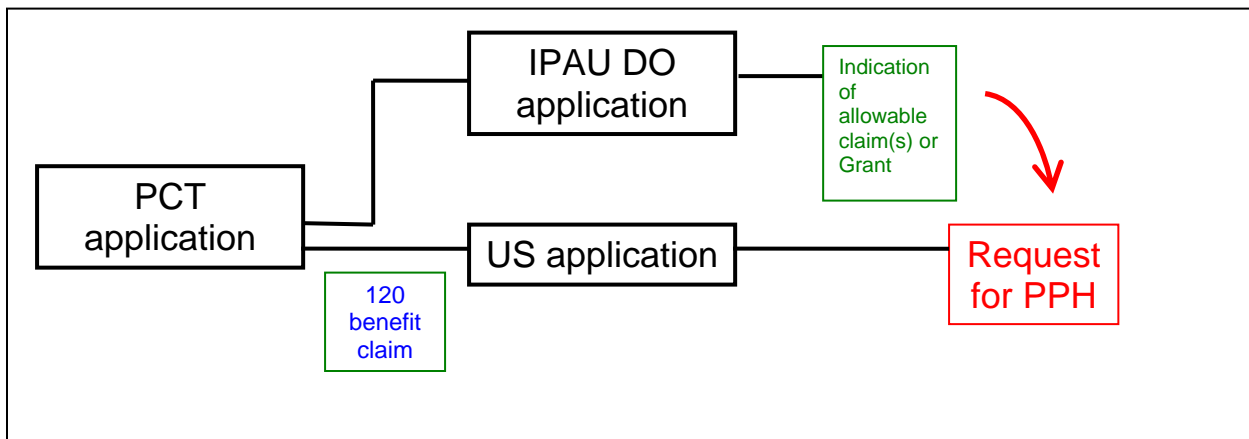 IPAU DO
application
Indication
of
allowable
claim(s) or
Grant
PCT
application
US application
Request
for PPH
120
benefit
claim